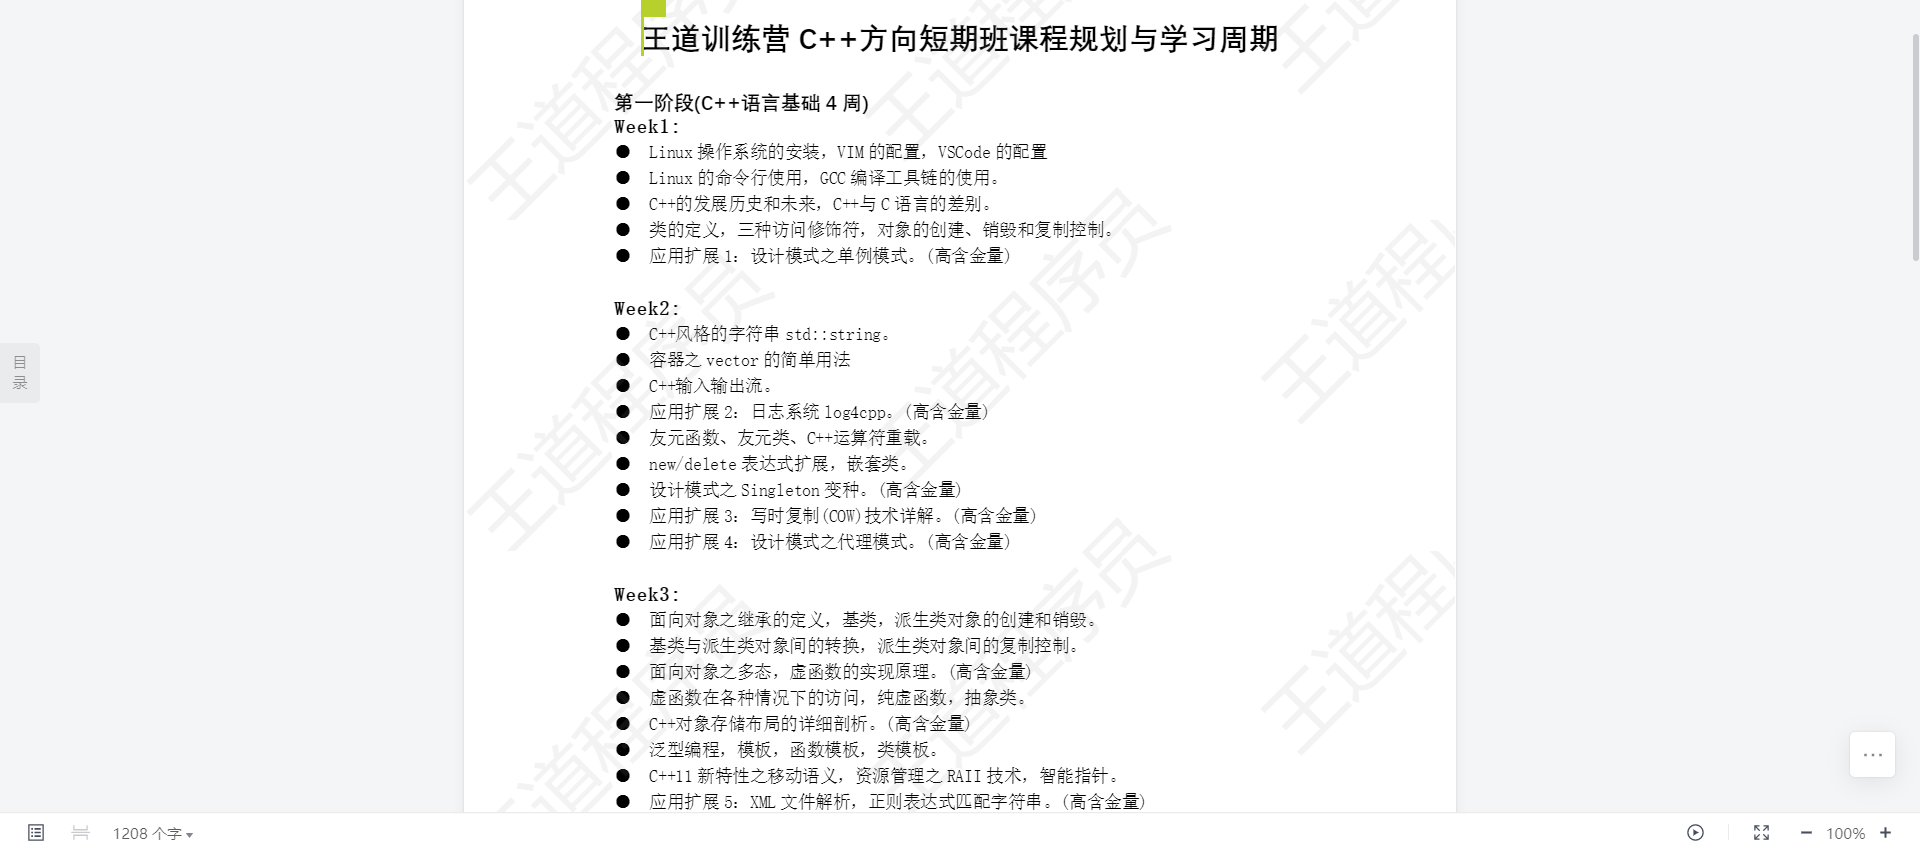 王道训练营 C++方向短期班课程规划与学习周期
第一阶段(C++语言基础 4 周)
Week1:
● Linux 操作系统的安装，VIM 的配置，VSCode 的配置
● Linux 的命令行使用，GCC 编译工具链的使用。
● C++的发展历史和未来，C++与 C 语言的差别。
● 类的定义，三种访问修饰符，对象的创建、销毁和复制控制。
● 应用扩展 1：设计模式之单例模式。(高含金量)
Week2:
● C++风格的字符串 std::string。
● 容器之 vector 的简单用法
● C++输入输出流。
● 应用扩展 2：日志系统 log4cpp。(高含金量)
● 友元函数、友元类、C++运算符重载。
● new/delete 表达式扩展，嵌套类。
● 设计模式之 Singleton 变种。(高含金量)
● 应用扩展 3：写时复制(COW)技术详解。(高含金量)
● 应用扩展 4：设计模式之代理模式。(高含金量)
Week3:
● 面向对象之继承的定义，基类，派生类对象的创建和销毁。
● 基类与派生类对象间的转换，派生类对象间的复制控制。
● 面向对象之多态，虚函数的实现原理。(高含金量)
● 虚函数在各种情况下的访问，纯虚函数，抽象类。
● C++对象存储布局的详细剖析。(高含金量)
● 泛型编程，模板，函数模板，类模板。
● C++11 新特性之移动语义，资源管理之 RAII 技术，智能指针。
● 应用扩展 5：XML 文件解析，正则表达式匹配字符串。(高含金量)
目录
王道程序员
1208 个字
100%